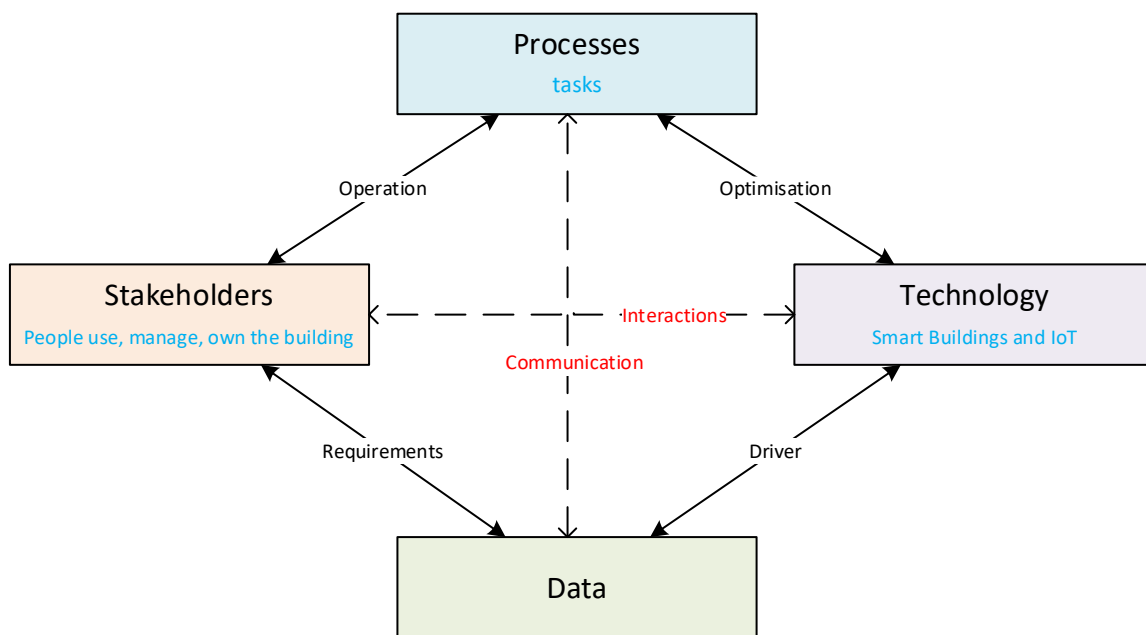 Processes
tasks
Operation
Optimisation
Stakeholders
People use, manage, own the building
Interactions
Technology
Smart Buildings and IoT
Communication
Requirements
Driver
Data